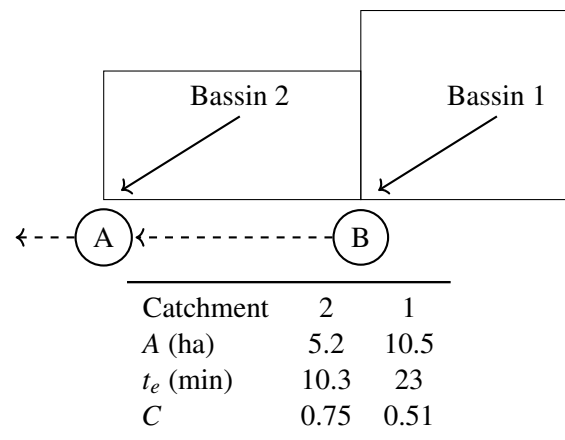 Bassin 2
Bassin 1
A
B
Catchment 2 1
A (ha) 5.2 10.5
t_e (min) 10.3 23
C 0.75 0.51